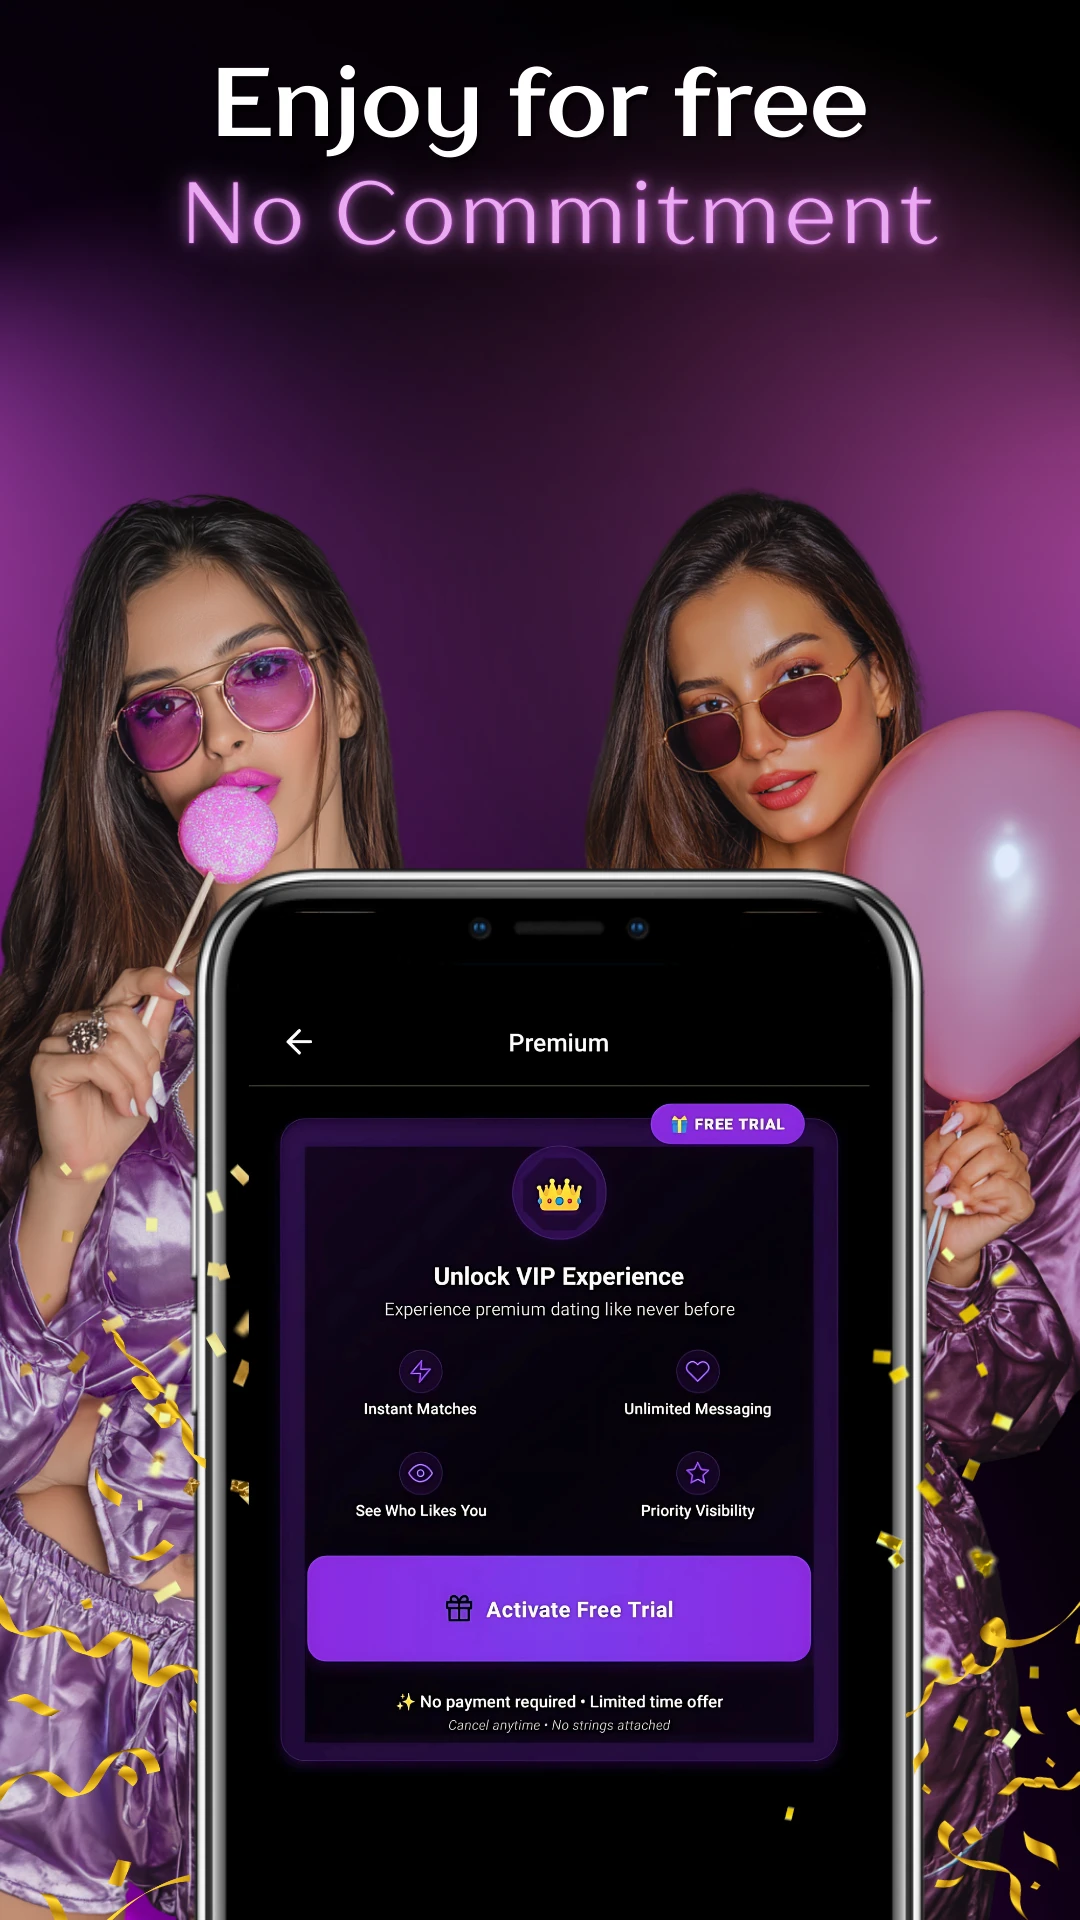 Enjoy for free
No Commitment
Premium
🎁 FREE TRIAL
Unlock VIP Experience
Experience premium dating like never before
Instant Matches
Unlimited Messaging
See Who Likes You
Priority Visibility
Activate Free Trial
✨ No payment required • Limited time offer
Cancel anytime • No strings attached